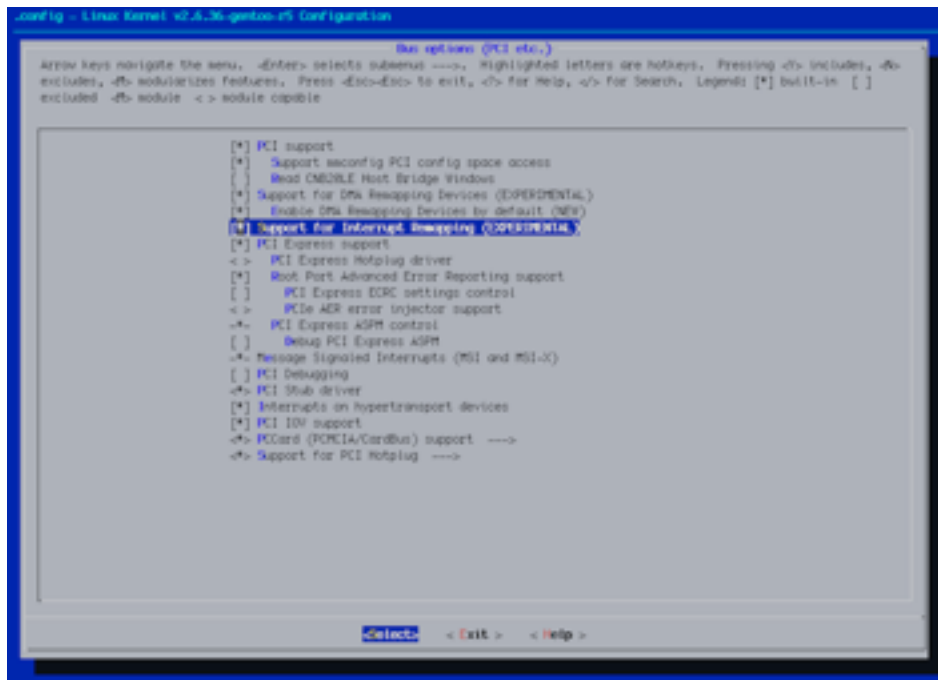 .config - Linux Kernel v2.6.36-gentoo-r5 Configuration
Bus options (PCI etc.)
Arrow keys navigate the menu.  <Enter> selects submenus --->.  Highlighted letters are hotkeys.  Pressing <Y> includes, <N>
excludes, <M> modularizes features.  Press <Esc><Esc> to exit, <?> for Help, </> for Search.  Legend: [*] built-in  [ ]
excluded  <M> module  < > module capable
[*] PCI support
[*]   Support mmconfig PCI config space access
[ ]   Read CNB20LE Host Bridge Windows
[*] Support for DMA Remapping Devices (EXPERIMENTAL)
[*]   Enable DMA Remapping Devices by default (NEW)
[*] Support for Interrupt Remapping (EXPERIMENTAL)
[*] PCI Express support
< >   PCI Express Hotplug driver
[*]   Root Port Advanced Error Reporting support
[ ]     PCI Express ECRC settings control
< >     PCIe AER error injector support
-*-   PCI Express ASPM control
[ ]     Debug PCI Express ASPM
-*- Message Signaled Interrupts (MSI and MSI-X)
[ ] PCI Debugging
<*> PCI Stub driver
[*] Interrupts on hypertransport devices
[*] PCI IOV support
<*> PCCard (PCMCIA/CardBus) support  --->
<*> Support for PCI Hotplug  --->
<Select>    < Exit >    < Help >